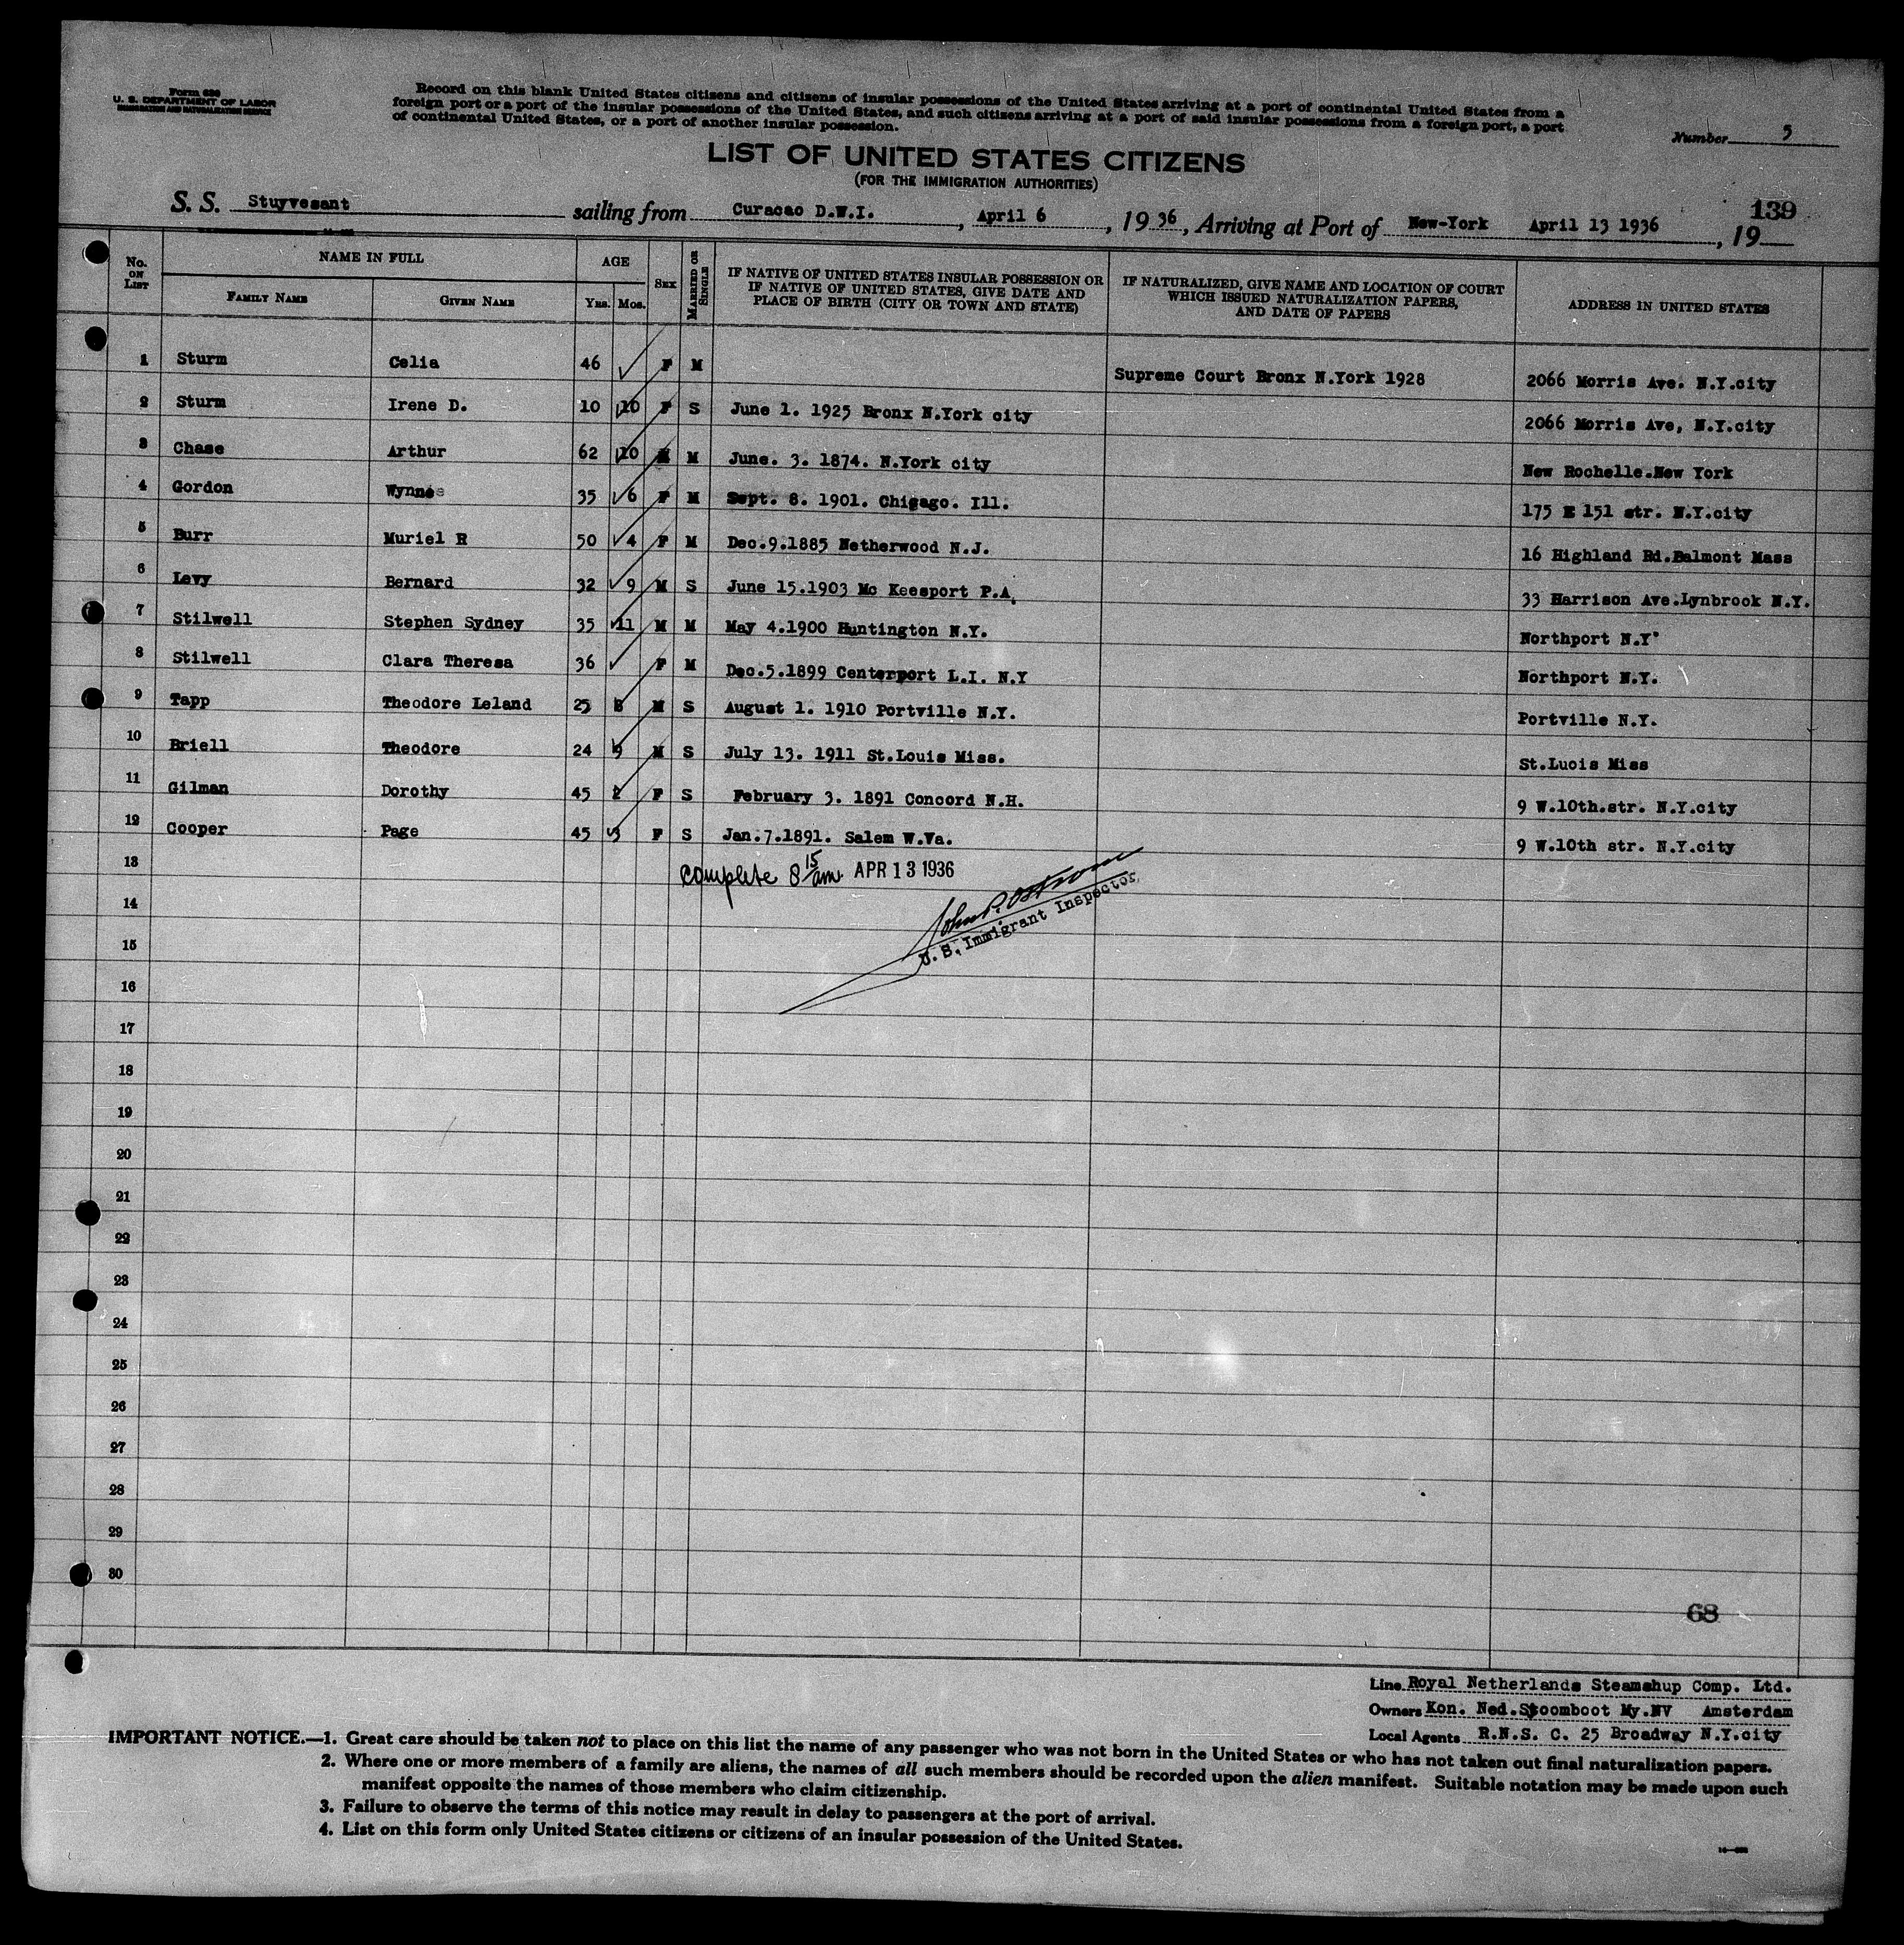 Form 630
U. S. DEPARTMENT OF LABOR
IMMIGRATION AND NATURALIZATION SERVICE
Record on this blank United States citizens and citizens of insular possessions of the United States arriving at a port of continental United States from a
foreign port or a port of the insular possessions of the United States, and such citizens arriving at a port of said insular possessions from a foreign port, a port
of continental United States, or a port of another insular possession.
Number 5
LIST OF UNITED STATES CITIZENS
(FOR THE IMMIGRATION AUTHORITIES)
139
S. S. Stuyvesant sailing from Curacao D.W.I. , April 6 , 19 36 , Arriving at Port of New-York April 13 1936 , 19
No. ON LIST NAME IN FULL AGE SEX MARRIED OR SINGLE IF NATIVE OF UNITED STATES INSULAR POSSESSION OR IF NATIVE OF UNITED STATES, GIVE DATE AND PLACE OF BIRTH (CITY OR TOWN AND STATE) IF NATURALIZED, GIVE NAME AND LOCATION OF COURT WHICH ISSUED NATURALIZATION PAPERS, AND DATE OF PAPERS ADDRESS IN UNITED STATES
FAMILY NAME GIVEN NAME YRS. MOS.
1 Sturm Celia 46 F M Supreme Court Bronx N.York 1928 2066 Morris Ave. N.Y.city
2 Sturm Irene D. 10 10 F S June 1. 1925 Bronx N.York city 2066 Morris Ave, N.Y.city
3 Chase Arthur 62 10 M M June. 3. 1874. N.York city New Rochelle.New York
4 Gordon Wynnee 35 6 F M Sept. 8. 1901. Chigago. Ill. 175 E 151 str. N.Y.city
5 Burr Muriel R 50 4 F M Dec.9.1885 Netherwood N.J. 16 Highland Rd.Balmont Mass
6 Levy Bernard 32 9 M S June 15.1903 Mc Keesport P.A. 33 Harrison Ave.Lynbrook N.Y.
7 Stilwell Stephen Sydney 35 11 M M May 4.1900 Huntington N.Y. Northport N.Y.
8 Stilwell Clara Theresa 36 F M Dec.5.1899 Centerport L.I. N.Y Northport N.Y.
9 Tapp Theodore Leland 25 8 M S August 1. 1910 Portville N.Y. Portville N.Y.
10 Briell Theodore 24 9 M S July 13. 1911 St.Louis Miss. St.Luois Miss
11 Gilman Dorothy 45 2 F S February 3. 1891 Concord N.H. 9 W.10th.str. N.Y.city
12 Cooper Page 45 3 F S Jan.7.1891. Salem W.Va. 9 W.10th str. N.Y.city
13 complete 8 15 am APR 13 1936
14
U. S. Immigrant Inspector
15
16
17
18
19
20
21
22
23
24
25
26
27
28
29
30
68
Line Royal Netherlands Steamshup Comp. Ltd.
Owners Kon. Ned.Stoomboot My.NV Amsterdam
Local Agents R.N.S. C. 25 Broadway N.Y.city
IMPORTANT NOTICE.—1. Great care should be taken not to place on this list the name of any passenger who was not born in the United States or who has not taken out final naturalization papers.
2. Where one or more members of a family are aliens, the names of all such members should be recorded upon the alien manifest. Suitable notation may be made upon such
manifest opposite the names of those members who claim citizenship.
3. Failure to observe the terms of this notice may result in delay to passengers at the port of arrival.
4. List on this form only United States citizens or citizens of an insular possession of the United States.